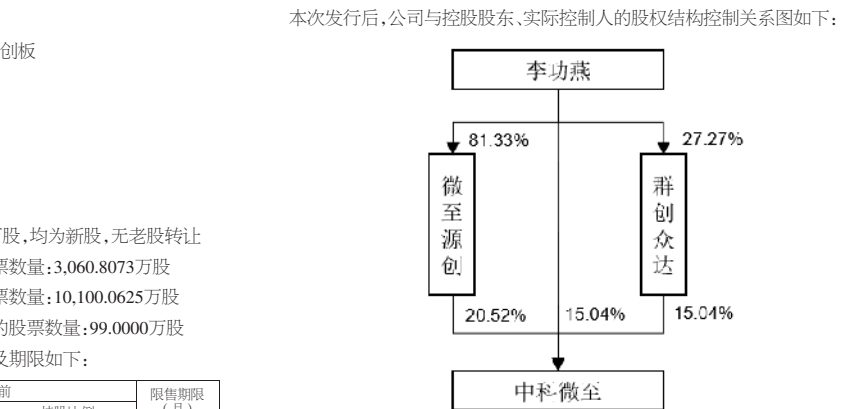 创板
股,均为新股,无老股转让
票数量:3,060.8073万股
票数量:10,100.0625万股
的股票数量:99.0000万股
及期限如下:
前
限售期限
(月)
本次发行后,公司与控股股东、实际控制人的股权结构控制关系图如下:
李功燕
81.33%
27.27%
微至源创
群创众达
20.52%
15.04%
15.04%
中科微至